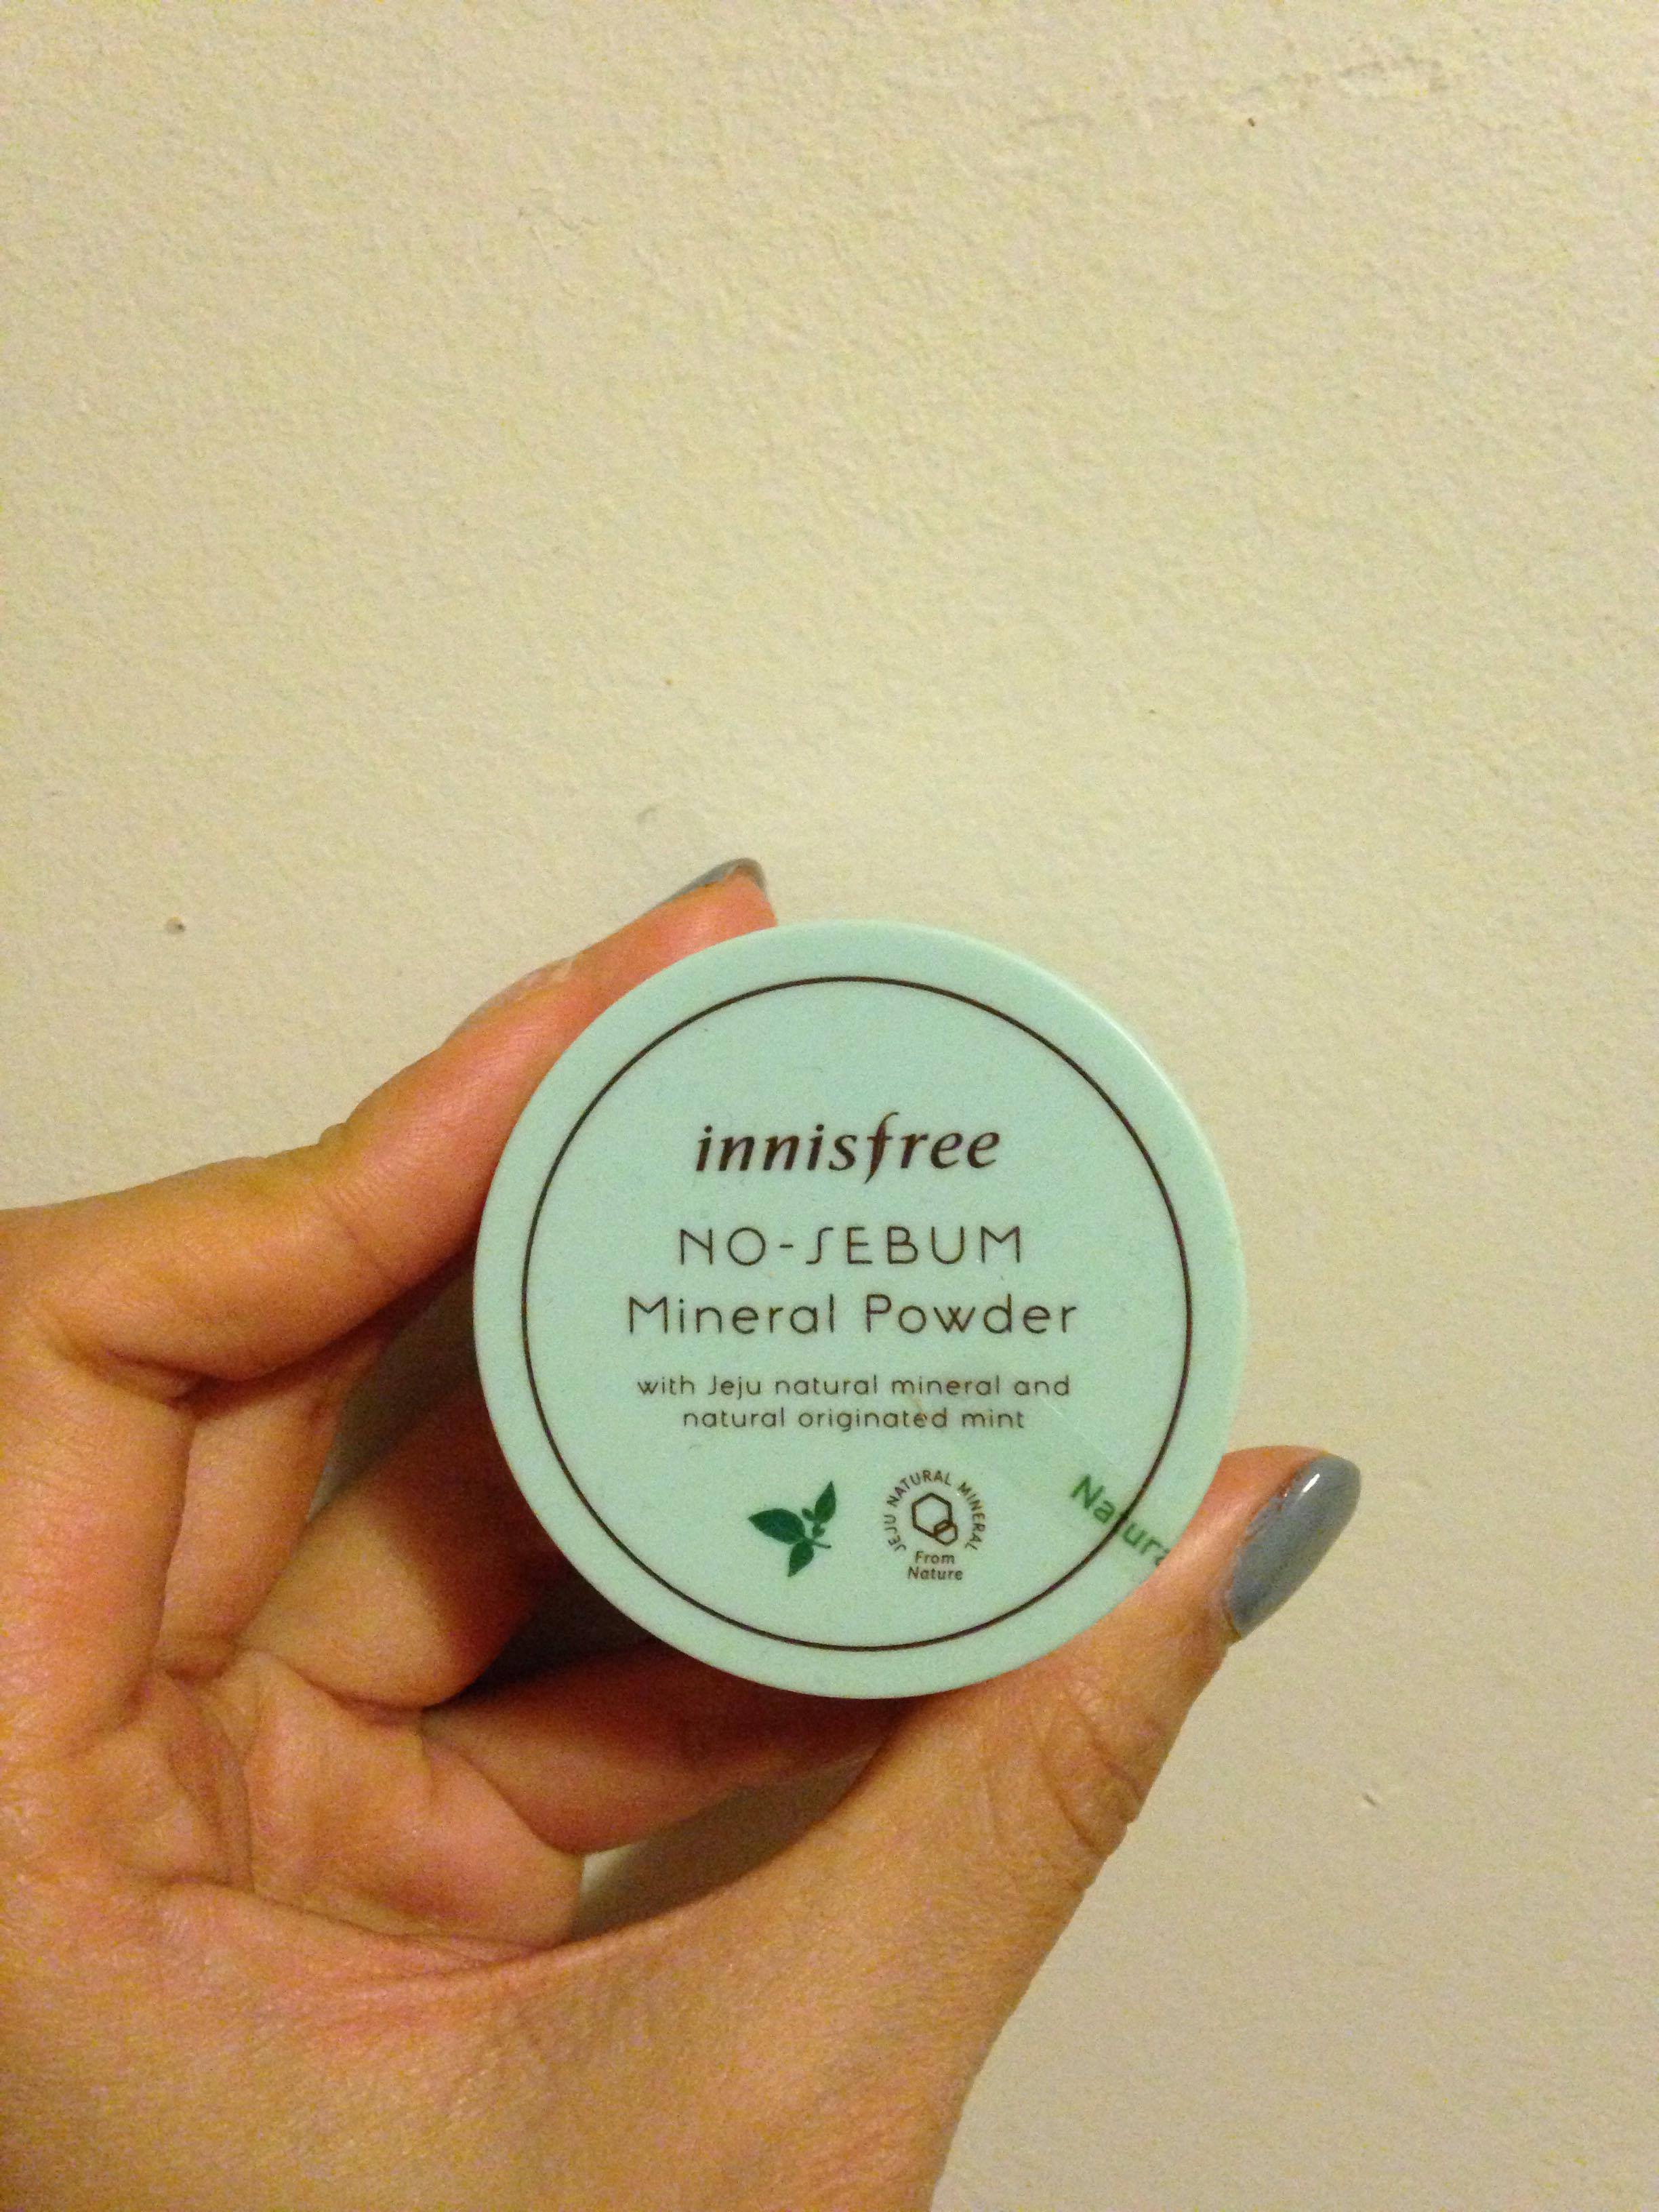 innisfree
NO-SEBUM
Mineral Powder
with Jeju natural mineral and
natural originated mint
JEJU NATURAL MINERAL
From
Nature